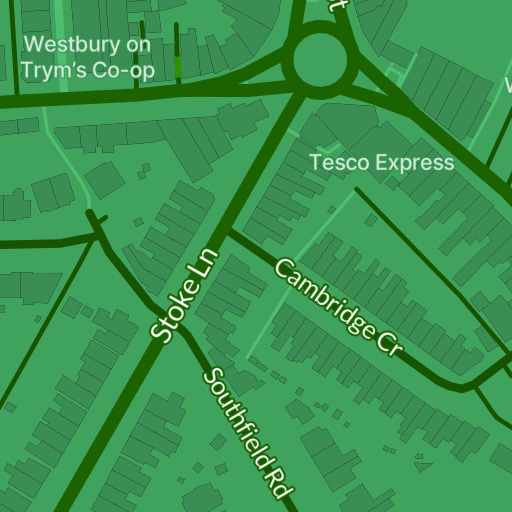 Westbury on
Trym's Co-op
Tesco Express
Stoke Ln
Cambridge Cr
Southfield Rd